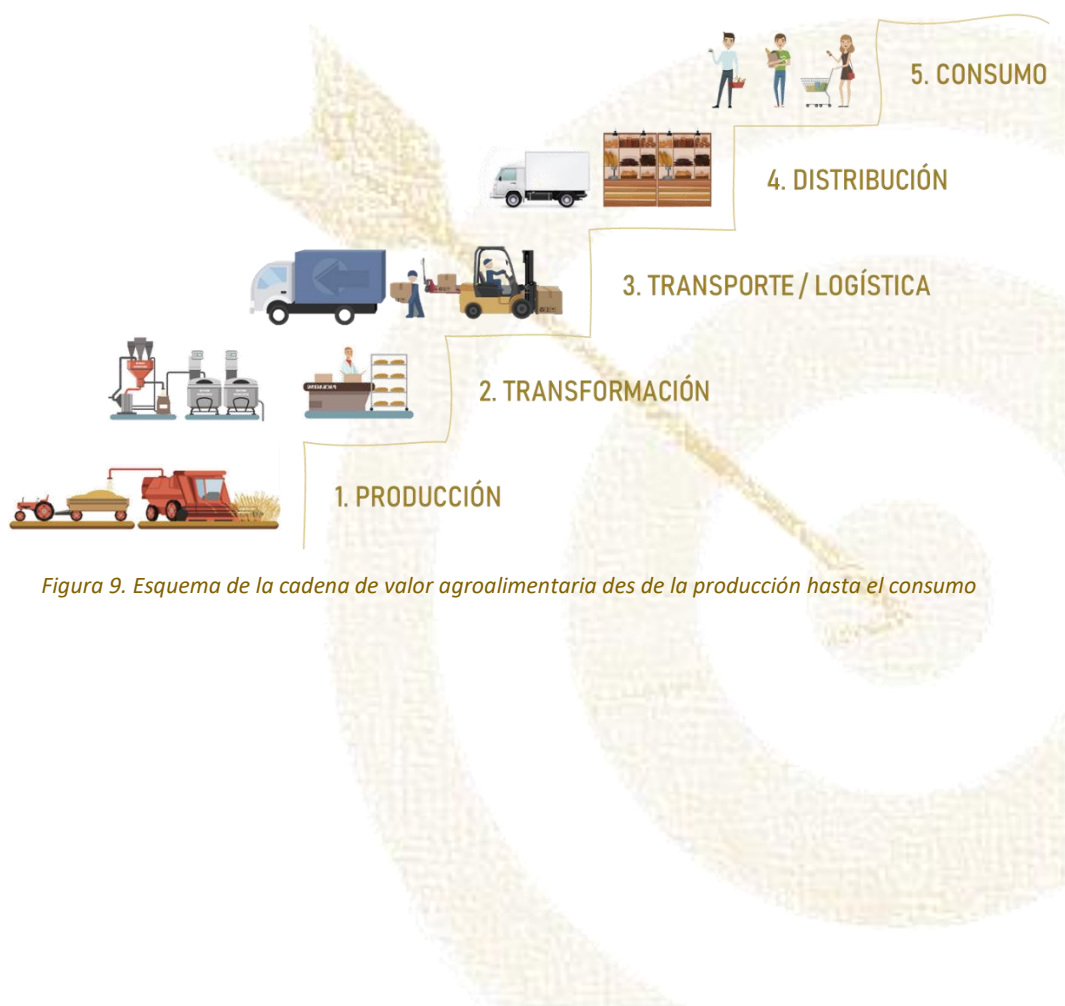 5. CONSUMO
4. DISTRIBUCIÓN
3. TRANSPORTE / LOGÍSTICA
2. TRANSFORMACIÓN
1. PRODUCCIÓN
Figura 9. Esquema de la cadena de valor agroalimentaria des de la producción hasta el consumo